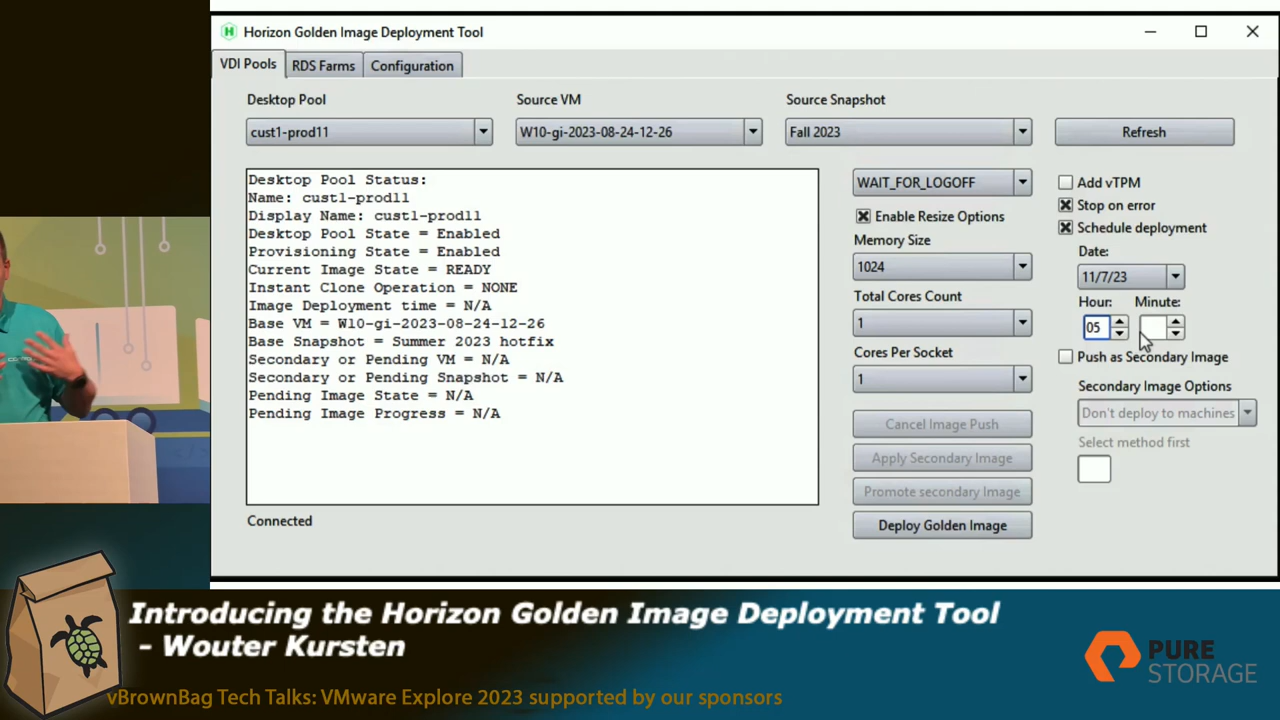 Horizon Golden Image Deployment Tool
VDI Pools
RDS Farms
Configuration
Desktop Pool
Source VM
Source Snapshot
cust1-prod11
W10-gi-2023-08-24-12-26
Fall 2023
Refresh
Desktop Pool Status:
Name: cust1-prod11
Display Name: cust1-prod11
Desktop Pool State = Enabled
Provisioning State = Enabled
Current Image State = READY
Instant Clone Operation = NONE
Image Deployment time = N/A
Base VM = W10-gi-2023-08-24-12-26
Base Snapshot = Summer 2023 hotfix
Secondary or Pending VM = N/A
Secondary or Pending Snapshot = N/A
Pending Image State = N/A
Pending Image Progress = N/A
Connected
WAIT_FOR_LOGOFF
Enable Resize Options
Memory Size
1024
Total Cores Count
1
Cores Per Socket
1
Cancel Image Push
Apply Secondary Image
Promote secondary Image
Deploy Golden Image
Add vTPM
Stop on error
Schedule deployment
Date:
11/7/23
Hour: Minute:
05
Push as Secondary Image
Secondary Image Options
Don't deploy to machines
Select method first
Introducing the Horizon Golden Image Deployment Tool
- Wouter Kursten
PURE
STORAGE
vBrownBag Tech Talks: VMware Explore 2023 supported by our sponsors